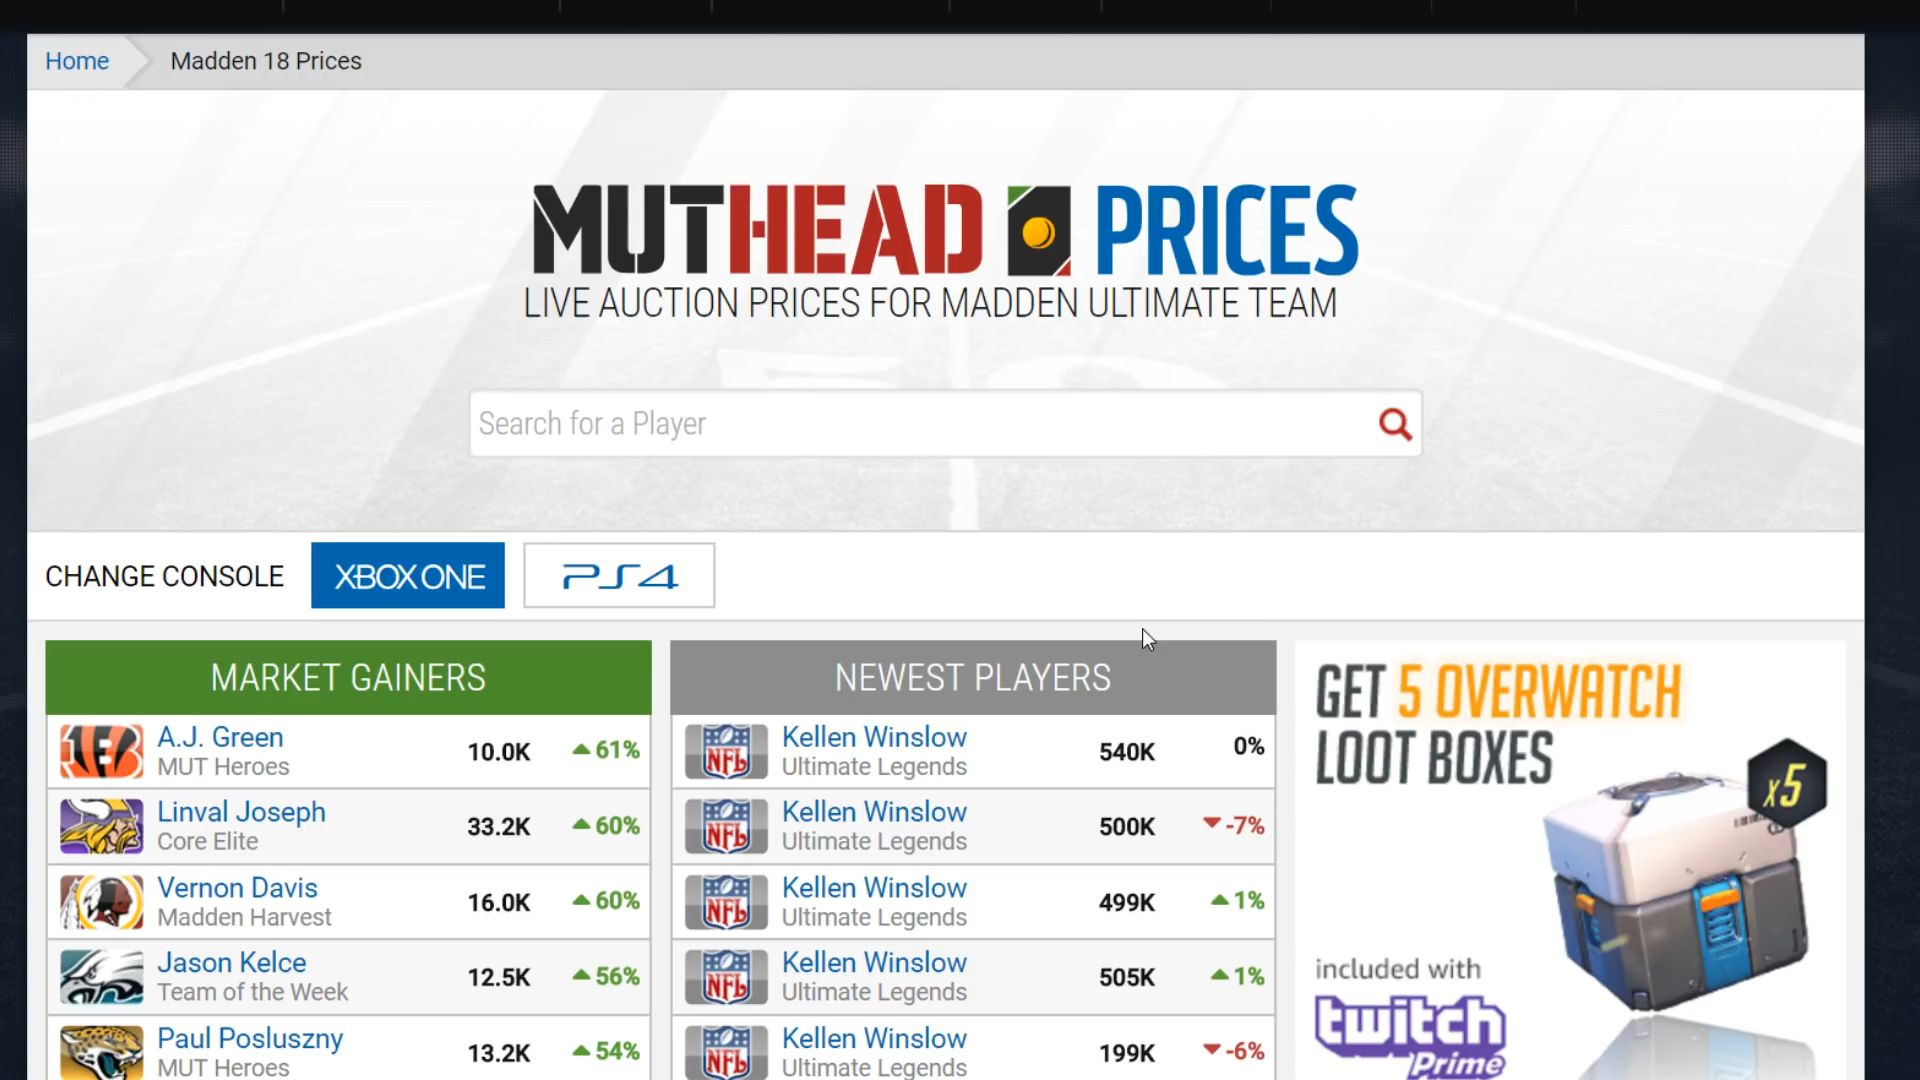 Home
Madden 18 Prices
MUTHEAD PRICES
LIVE AUCTION PRICES FOR MADDEN ULTIMATE TEAM
Search for a Player
CHANGE CONSOLE
XBOX ONE
PS4
MARKET GAINERS
A.J. Green
MUT Heroes
10.0K
61%
Linval Joseph
Core Elite
33.2K
60%
Vernon Davis
Madden Harvest
16.0K
60%
Jason Kelce
Team of the Week
12.5K
56%
Paul Posluszny
MUT Heroes
13.2K
54%
NEWEST PLAYERS
NFL
Kellen Winslow
Ultimate Legends
540K
0%
NFL
Kellen Winslow
Ultimate Legends
500K
-7%
NFL
Kellen Winslow
Ultimate Legends
499K
1%
NFL
Kellen Winslow
Ultimate Legends
505K
1%
NFL
Kellen Winslow
Ultimate Legends
199K
-6%
GET 5 OVERWATCH
LOOT BOXES
x5
included with
twitch
Prime